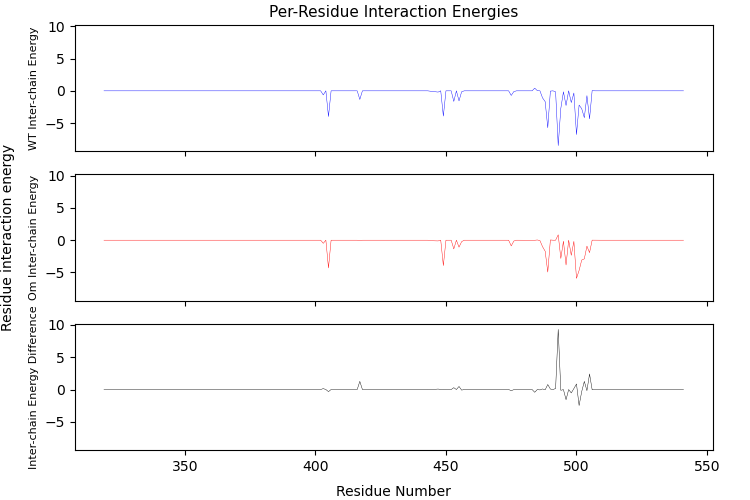 Per-Residue Interaction Energies
Residue interaction energy
WT Inter-chain Energy
10
5
0
−5
Om Inter-chain Energy
10
5
0
−5
Inter-chain Energy Difference
10
5
0
−5
350 400 450 500 550
Residue Number